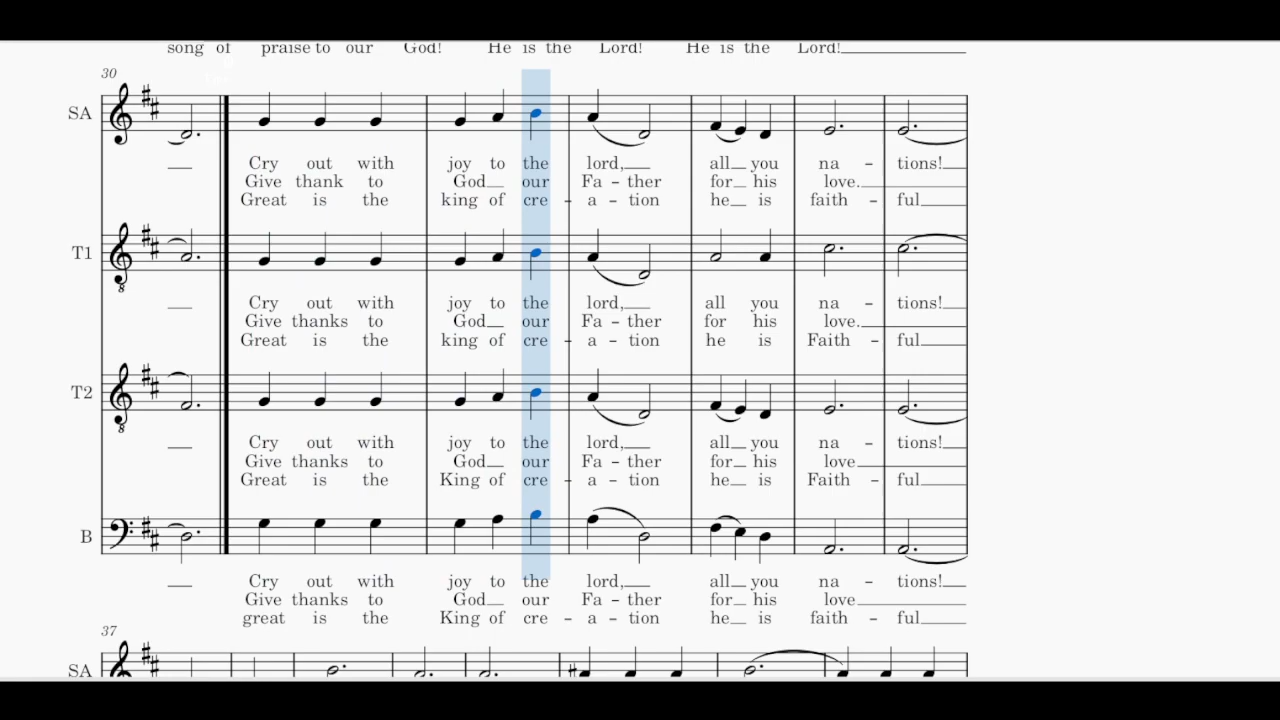 song of praise to our God! He is the Lord! He is the Lord!
30
SA
Cry out with joy to the lord, all you na - tions!
Give thank to God our Fa - ther for his love.
Great is the king of cre - a - tion he is faith - ful
T1
8
Cry out with joy to the lord, all you na - tions!
Give thanks to God our Fa - ther for his love.
Great is the king of cre - a - tion he is Faith - ful
T2
8
Cry out with joy to the lord, all you na - tions!
Give thanks to God our Fa - ther for his love
Great is the King of cre - a - tion he is Faith - ful
B
Cry out with joy to the lord, all you na - tions!
Give thanks to God our Fa - ther for his love
great is the King of cre - a - tion he is faith - ful
37
SA